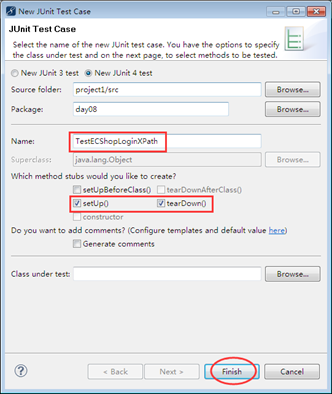 New JUnit Test Case
JUnit Test Case
Select the name of the new JUnit test case. You have the options to specify
the class under test and on the next page, to select methods to be tested.
New JUnit 3 test New JUnit 4 test
Source folder: project1/src Browse...
Package: day08 Browse...
Name: TestECShopLoginXPath
Superclass: java.lang.Object Browse...
Which method stubs would you like to create?
setUpBeforeClass() tearDownAfterClass()
setUp() tearDown()
constructor
Do you want to add comments? (Configure templates and default value here)
Generate comments
Class under test: Browse...
? < Back Next > Finish Cancel